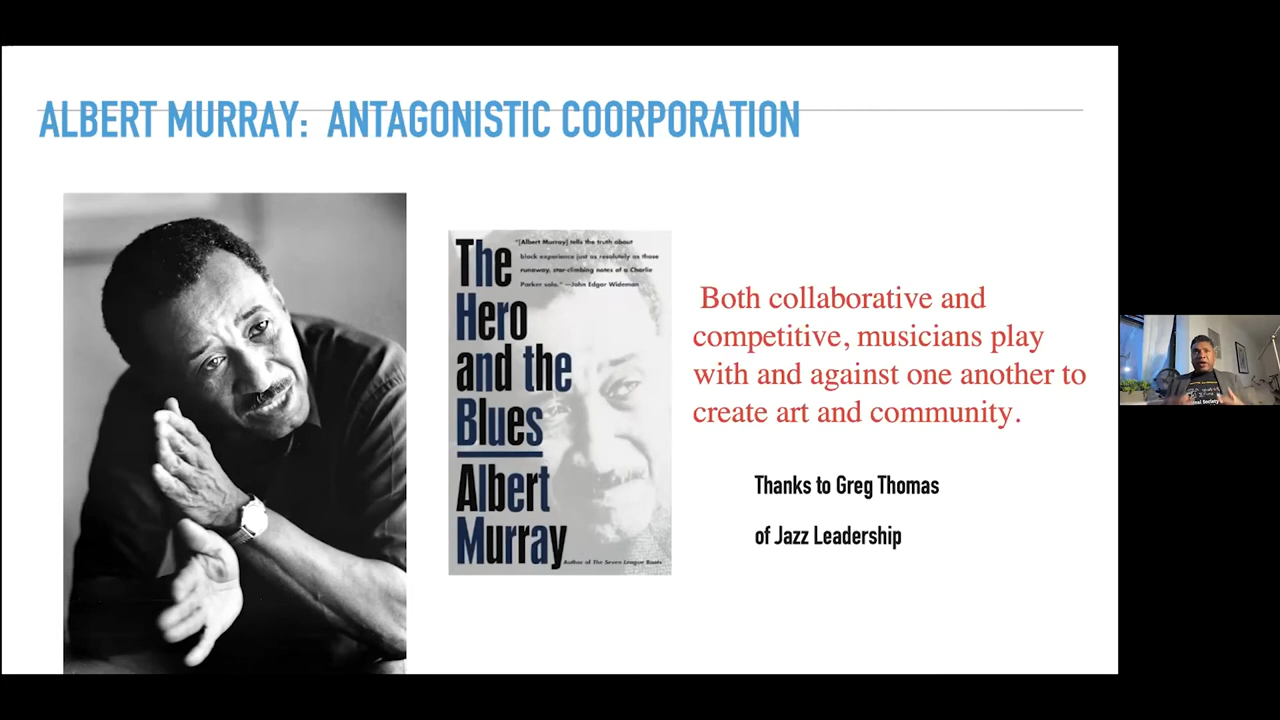 ALBERT MURRAY: ANTAGONISTIC COORPORATION
The
Hero
and the
Blues
Albert
Murray
"[Albert Murray] tells the truth about
black experience just as resolutely as those
runaway, star-climbing notes of a Charlie
Parker solo." —John Edgar Wideman
Author of The Seven League Boots
Both collaborative and
competitive, musicians play
with and against one another to
create art and community.
Thanks to Greg Thomas
of Jazz Leadership